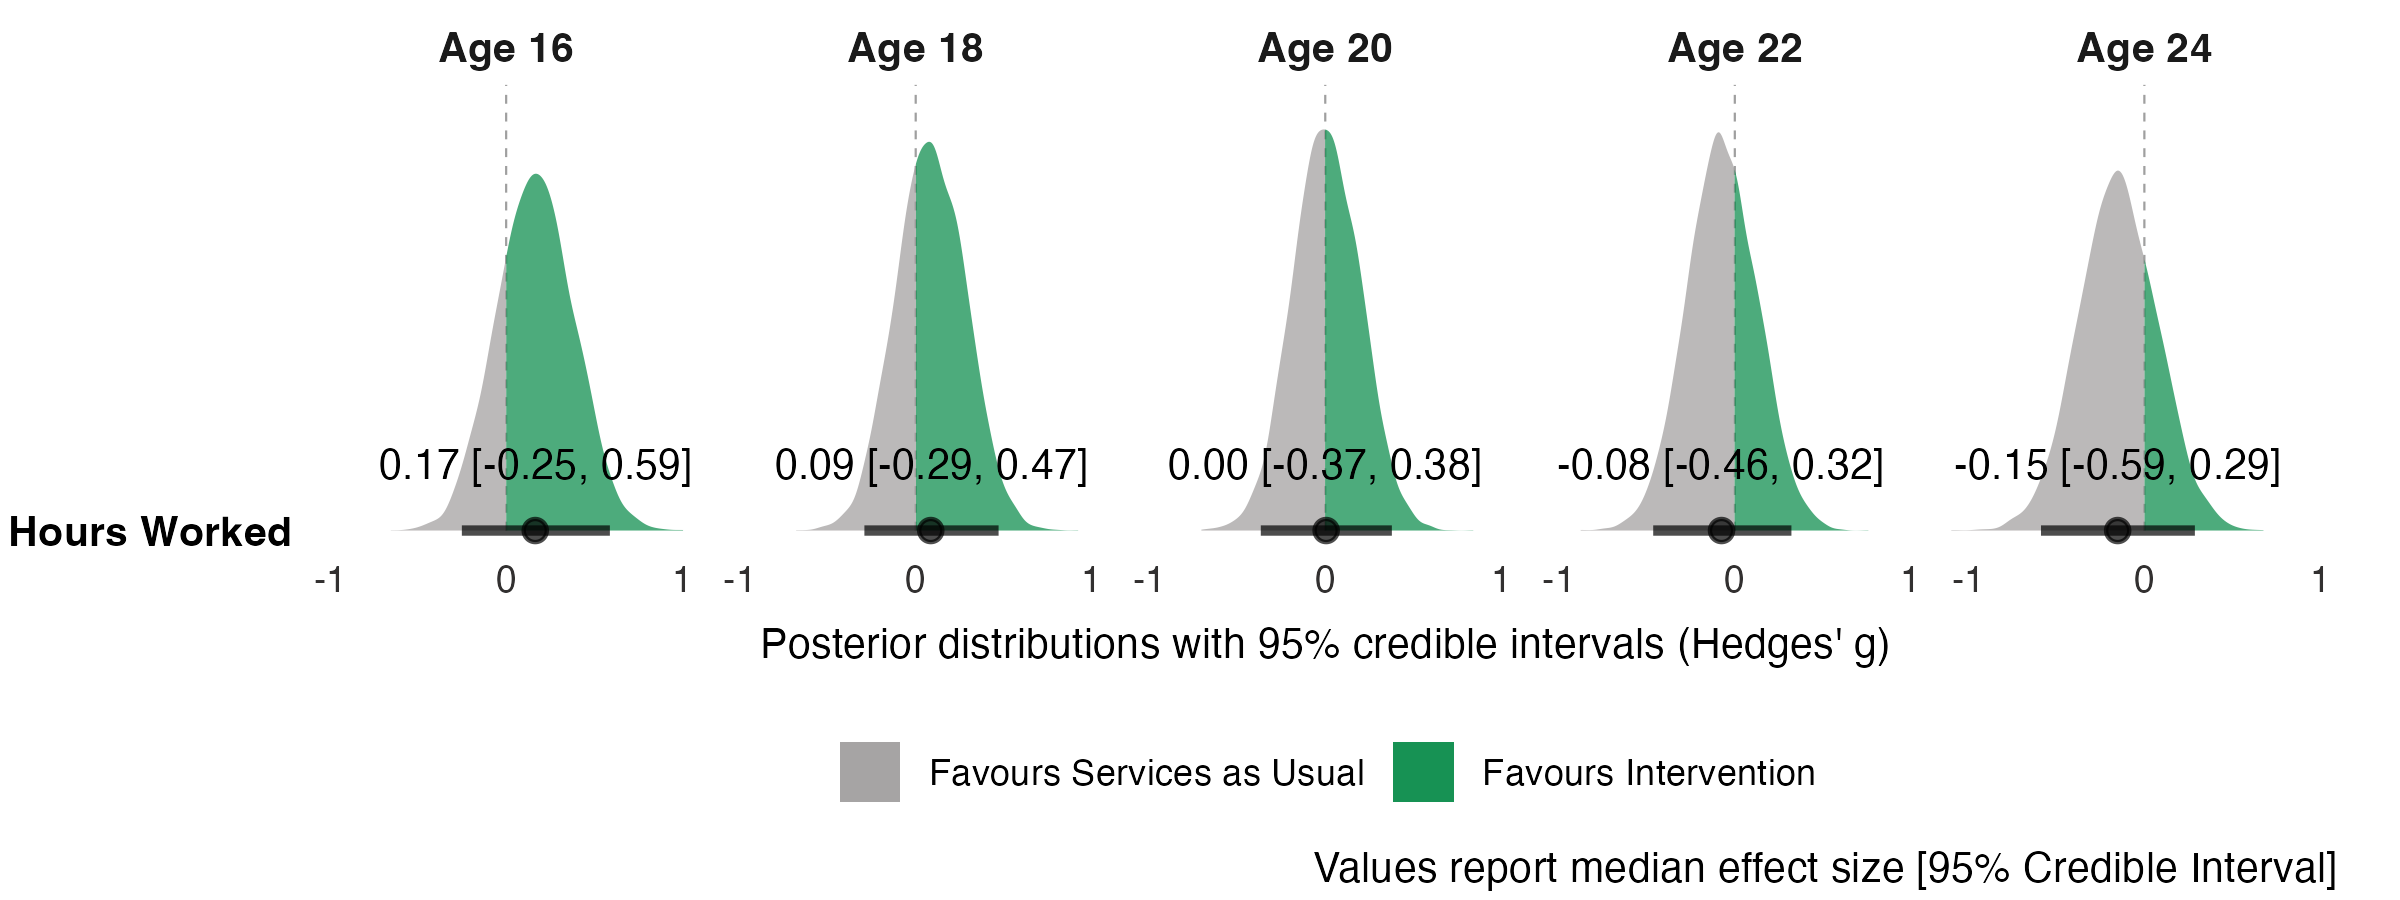 Age 16 Age 18 Age 20 Age 22 Age 24
0.17 [-0.25, 0.59] 0.09 [-0.29, 0.47] 0.00 [-0.37, 0.38] -0.08 [-0.46, 0.32] -0.15 [-0.59, 0.29]
Hours Worked
-1 0 1 -1 0 1 -1 0 1 -1 0 1 -1 0 1
Posterior distributions with 95% credible intervals (Hedges' g)
Favours Services as Usual Favours Intervention
Values report median effect size [95% Credible Interval]